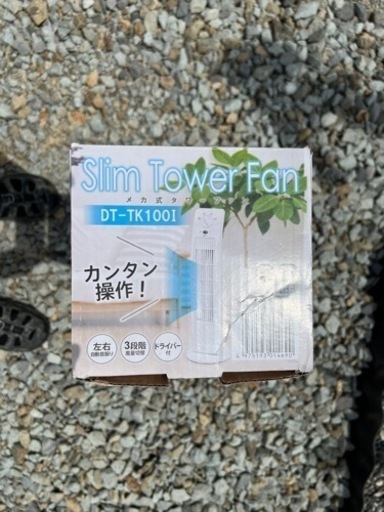 Slim Tower Fan
メカ式タワーファン
DT-TK100I
カンタン
操作！
左右
自動首振り
3段階
風量切替
ドライバー
付